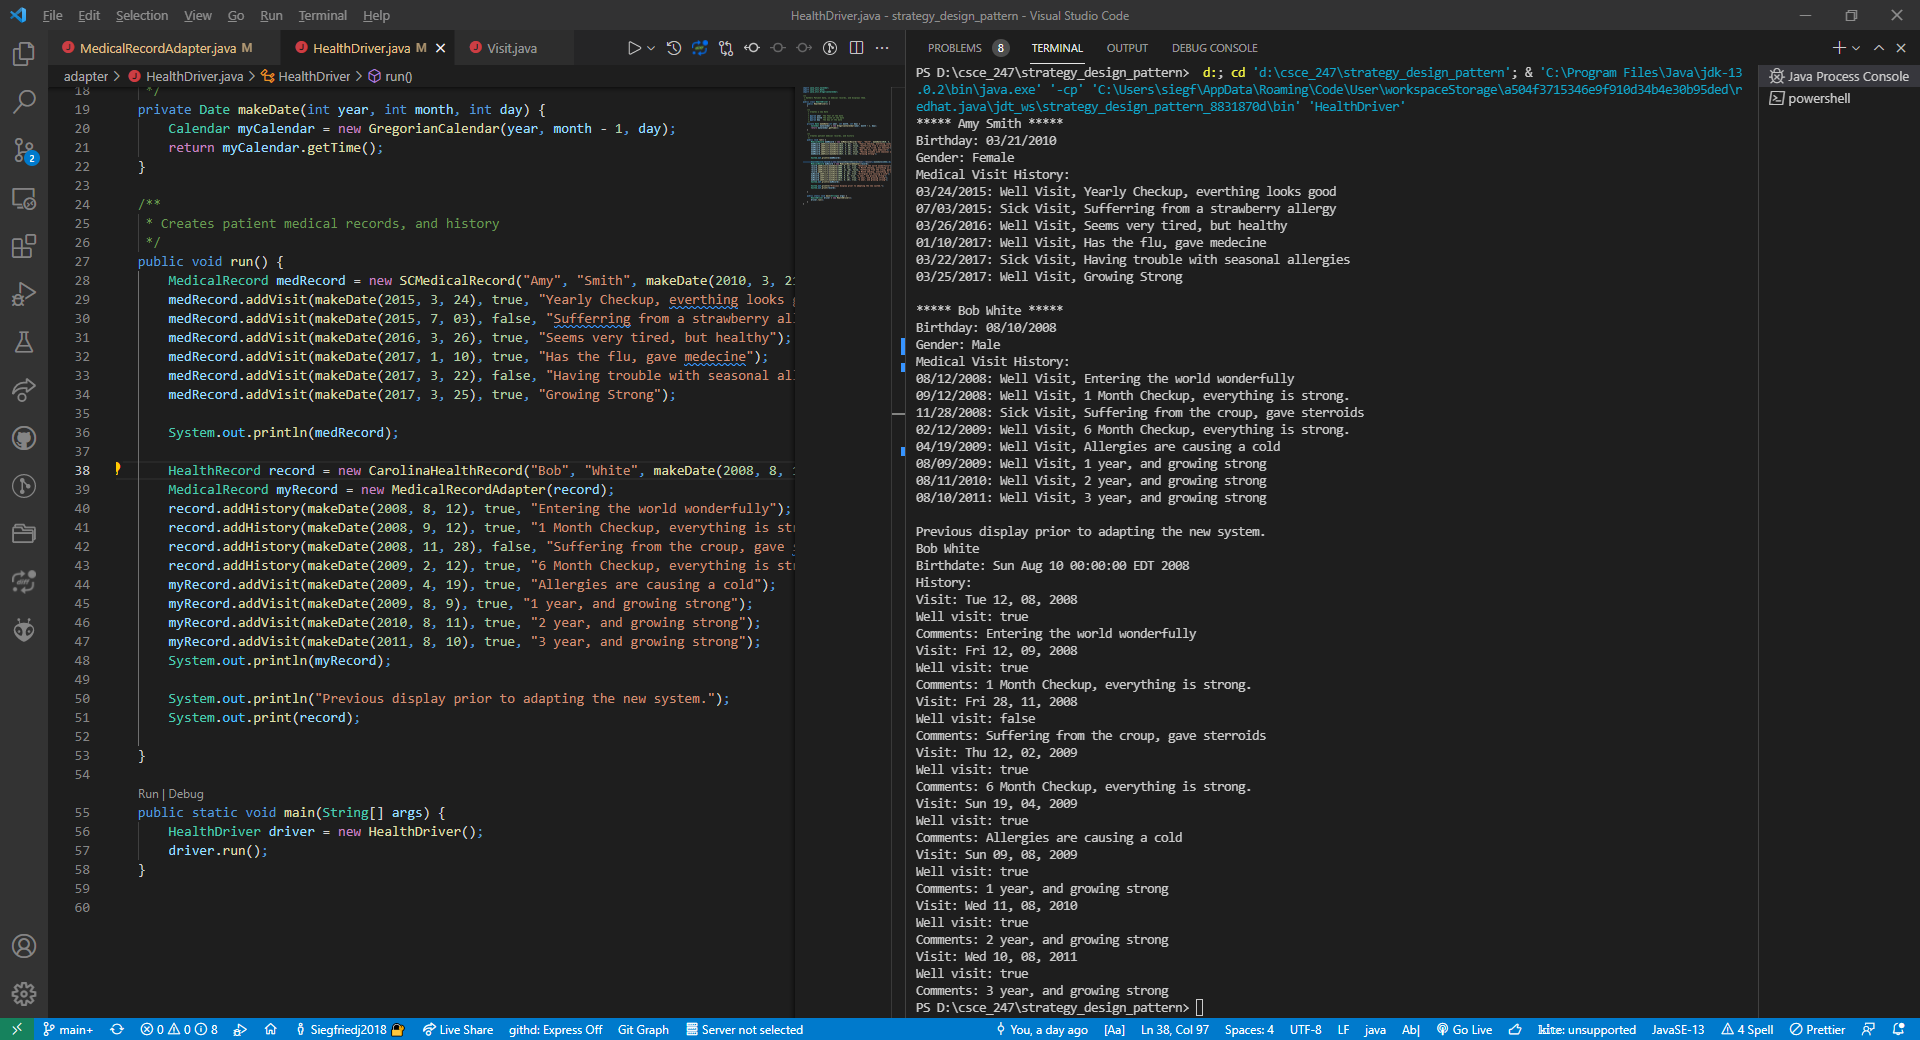 File Edit Selection View Go Run Terminal Help
HealthDriver.java - strategy_design_pattern - Visual Studio Code
MedicalRecordAdapter.java M
HealthDriver.java M
Visit.java
adapter > HealthDriver.java > HealthDriver > run()
18 */
19 private Date makeDate(int year, int month, int day) {
20 Calendar myCalendar = new GregorianCalendar(year, month - 1, day);
21 return myCalendar.getTime();
22 }
23
24 /**
25 * Creates patient medical records, and history
26 */
27 public void run() {
28 MedicalRecord medRecord = new SCMedicalRecord("Amy", "Smith", makeDate(2010, 3, 21
29 medRecord.addVisit(makeDate(2015, 3, 24), true, "Yearly Checkup, everthing looks g
30 medRecord.addVisit(makeDate(2015, 7, 03), false, "Sufferring from a strawberry al
31 medRecord.addVisit(makeDate(2016, 3, 26), true, "Seems very tired, but healthy");
32 medRecord.addVisit(makeDate(2017, 1, 10), true, "Has the flu, gave medecine");
33 medRecord.addVisit(makeDate(2017, 3, 22), false, "Having trouble with seasonal al
34 medRecord.addVisit(makeDate(2017, 3, 25), true, "Growing Strong");
35
36 System.out.println(medRecord);
37
38 HealthRecord record = new CarolinaHealthRecord("Bob", "White", makeDate(2008, 8, 1
39 MedicalRecord myRecord = new MedicalRecordAdapter(record);
40 record.addHistory(makeDate(2008, 8, 12), true, "Entering the world wonderfully");
41 record.addHistory(makeDate(2008, 9, 12), true, "1 Month Checkup, everything is str
42 record.addHistory(makeDate(2008, 11, 28), false, "Suffering from the croup, gave s
43 record.addHistory(makeDate(2009, 2, 12), true, "6 Month Checkup, everything is str
44 myRecord.addVisit(makeDate(2009, 4, 19), true, "Allergies are causing a cold");
45 myRecord.addVisit(makeDate(2009, 8, 9), true, "1 year, and growing strong");
46 myRecord.addVisit(makeDate(2010, 8, 11), true, "2 year, and growing strong");
47 myRecord.addVisit(makeDate(2011, 8, 10), true, "3 year, and growing strong");
48 System.out.println(myRecord);
49
50 System.out.println("Previous display prior to adapting the new system.");
51 System.out.print(record);
52
53 }
54
Run | Debug
55 public static void main(String[] args) {
56 HealthDriver driver = new HealthDriver();
57 driver.run();
58 }
59
60
PROBLEMS 8 TERMINAL OUTPUT DEBUG CONSOLE
PS D:\csce_247\strategy_design_pattern> d:; cd 'd:\csce_247\strategy_design_pattern'; & 'C:\Program Files\Java\jdk-13
.0.2\bin\java.exe' '-cp' 'C:\Users\siegf\AppData\Roaming\Code\User\workspaceStorage\a504f3715346e9f910d34b4e30b95ded\r
edhat.java\jdt_ws\strategy_design_pattern_8831870d\bin' 'HealthDriver'
***** Amy Smith *****
Birthday: 03/21/2010
Gender: Female
Medical Visit History:
03/24/2015: Well Visit, Yearly Checkup, everthing looks good
07/03/2015: Sick Visit, Sufferring from a strawberry allergy
03/26/2016: Well Visit, Seems very tired, but healthy
01/10/2017: Well Visit, Has the flu, gave medecine
03/22/2017: Sick Visit, Having trouble with seasonal allergies
03/25/2017: Well Visit, Growing Strong
***** Bob White *****
Birthday: 08/10/2008
Gender: Male
Medical Visit History:
08/12/2008: Well Visit, Entering the world wonderfully
09/12/2008: Well Visit, 1 Month Checkup, everything is strong.
11/28/2008: Sick Visit, Suffering from the croup, gave sterroids
02/12/2009: Well Visit, 6 Month Checkup, everything is strong.
04/19/2009: Well Visit, Allergies are causing a cold
08/09/2009: Well Visit, 1 year, and growing strong
08/11/2010: Well Visit, 2 year, and growing strong
08/10/2011: Well Visit, 3 year, and growing strong
Previous display prior to adapting the new system.
Bob White
Birthdate: Sun Aug 10 00:00:00 EDT 2008
History:
Visit: Tue 12, 08, 2008
Well visit: true
Comments: Entering the world wonderfully
Visit: Fri 12, 09, 2008
Well visit: true
Comments: 1 Month Checkup, everything is strong.
Visit: Fri 28, 11, 2008
Well visit: false
Comments: Suffering from the croup, gave sterroids
Visit: Thu 12, 02, 2009
Well visit: true
Comments: 6 Month Checkup, everything is strong.
Visit: Sun 19, 04, 2009
Well visit: true
Comments: Allergies are causing a cold
Visit: Sun 09, 08, 2009
Well visit: true
Comments: 1 year, and growing strong
Visit: Wed 11, 08, 2010
Well visit: true
Comments: 2 year, and growing strong
Visit: Wed 10, 08, 2011
Well visit: true
Comments: 3 year, and growing strong
PS D:\csce_247\strategy_design_pattern>
Java Process Console
powershell
2
main+ 0 0 8 Siegfriedj2018 Live Share githd: Express Off Git Graph Server not selected You, a day ago [Aa] Ln 38, Col 97 Spaces: 4 UTF-8 LF java Ab| Go Live kite: unsupported JavaSE-13 4 Spell Prettier